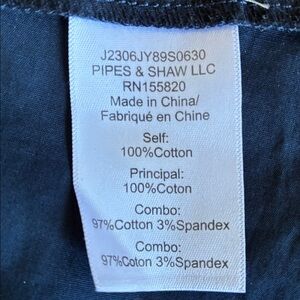 J2306JY89S0630
PIPES & SHAW LLC
RN155820
Made in China/
Fabriqué en Chine
Self:
100%Cotton
Principal:
100%Coton
Combo:
97%Cotton 3%Spandex
Combo:
97%Coton 3%Spandex